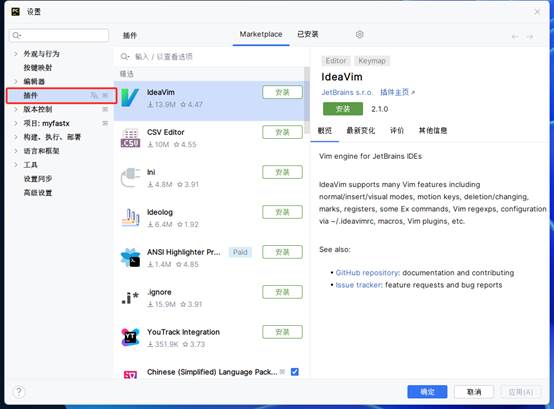 PC 设置
外观与行为
按键映射
编辑器
插件
版本控制
项目: myfastx
构建、执行、部署
语言和框架
工具
设置同步
高级设置
插件 Marketplace 已安装
输入 / 以查看选项
筛选
IdeaVim 安装
13.9M 4.47
CSV CSV Editor 安装
10M 4.55
Ini 安装
4.8M 3.91
Ideolog 安装
6.4M 1.92
ANSI Highlighter Pr... Paid 安装
1.4M 4.85
.i* .ignore 安装
15.9M 3.91
YT YouTrack Integration 安装
351.9K 3.73
Chinese (Simplified) Language Pack...
Editor Keymap
IdeaVim
JetBrains s.r.o. 插件主页
安装 2.1.0
概览 最新变化 评价 其他信息
Vim engine for JetBrains IDEs
IdeaVim supports many Vim features including
normal/insert/visual modes, motion keys, deletion/changing,
marks, registers, some Ex commands, Vim regexps, configuration
via ~/.ideavimrc, macros, Vim plugins, etc.
See also:
GitHub repository: documentation and contributing
Issue tracker: feature requests and bug reports
? 确定 取消 应用(A)